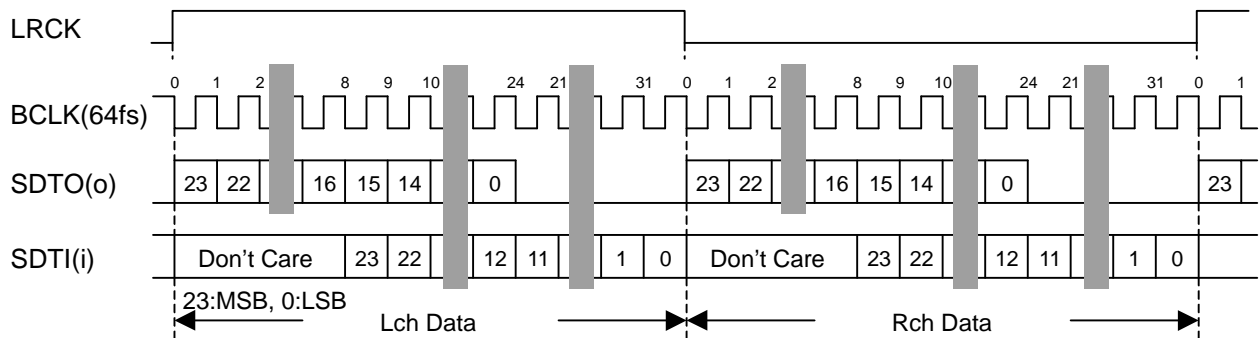 LRCK
0 1 2 8 9 10 24 21 31 0 1 2 8 9 10 24 21 31 0 1
BCLK(64fs)
SDTO(o) 23 22 16 15 14 0 23 22 16 15 14 0 23
SDTI(i) Don't Care 23 22 12 11 1 0 Don't Care 23 22 12 11 1 0
23:MSB, 0:LSB
Lch Data Rch Data